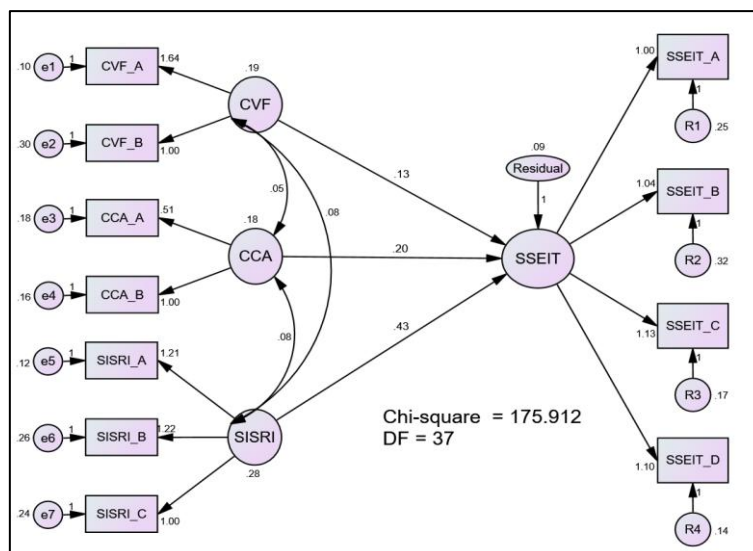 .10 e1 1 CVF_A 1.64
.30 e2 1 CVF_B 1.00
.18 e3 1 CCA_A .51
.16 e4 1 CCA_B 1.00
.12 e5 1 SISRI_A 1.21
.26 e6 1 SISRI_B 1.22
.24 e7 1 SISRI_C 1.00
.19
CVF
.18
CCA
SISRI
.28
.05
.08
.08
.13
.20
.43
.09
Residual
1
SSEIT
Chi-square = 175.912
DF = 37
1.00 SSEIT_A
1
R1 .25
1.04 SSEIT_B
1
R2 .32
1.13 SSEIT_C
1
R3 .17
1.10 SSEIT_D
1
R4 .14